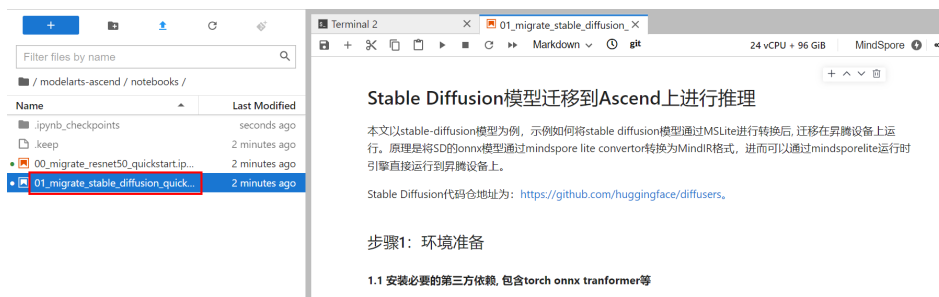 Filter files by name
/ modelarts-ascend / notebooks /
Name Last Modified
.ipynb_checkpoints seconds ago
.keep 2 minutes ago
00_migrate_resnet50_quickstart.ip... 2 minutes ago
01_migrate_stable_diffusion_quick... 2 minutes ago
Terminal 2 01_migrate_stable_diffusion_
Markdown git 24 vCPU + 96 GiB MindSpore
Stable Diffusion模型迁移到Ascend上进行推理
本文以stable-diffusion模型为例，示例如何将stable diffusion模型通过MSLite进行转换后, 迁移在昇腾设备上运
行。原理是将SD的onnx模型通过mindspore lite convertor转换为MindIR格式，进而可以通过mindsporelite运行时
引擎直接运行到昇腾设备上。
Stable Diffusion代码仓地址为：https://github.com/huggingface/diffusers。
步骤1：环境准备
1.1 安装必要的第三方依赖, 包含torch onnx tranformer等